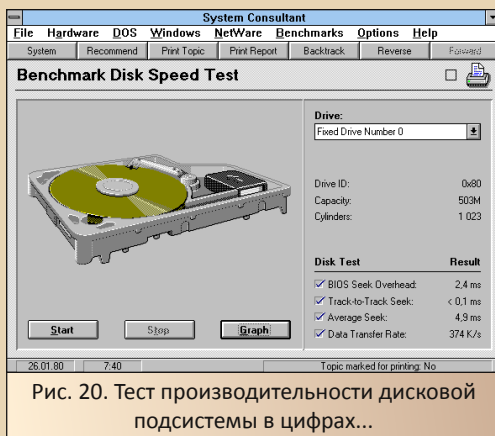 System Consultant
File Hardware DOS Windows NetWare Benchmarks Options Help
System Recommend Print Topic Print Report Backtrack Reverse Forward
Benchmark Disk Speed Test
Drive:
Fixed Drive Number 0
Drive ID: 0x80
Capacity: 503M
Cylinders: 1 023
Disk Test Result
BIOS Seek Overhead: 2,4 ms
Track-to-Track Seek: < 0,1 ms
Average Seek: 4,9 ms
Data Transfer Rate: 374 K/s
Start Stop Graph
26.01.80 7:40 Topic marked for printing: No
Рис. 20. Тест производительности дисковой
подсистемы в цифрах...